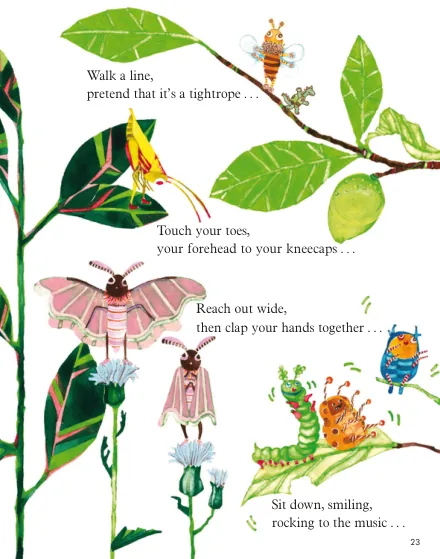 Walk a line,
pretend that it’s a tightrope . . .
Touch your toes,
your forehead to your kneecaps . . .
Reach out wide,
then clap your hands together . . .
Sit down, smiling,
rocking to the music . . .
23